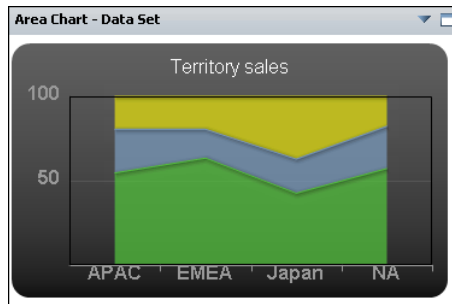 Area Chart - Data Set
Territory sales
100
50
APAC EMEA Japan NA